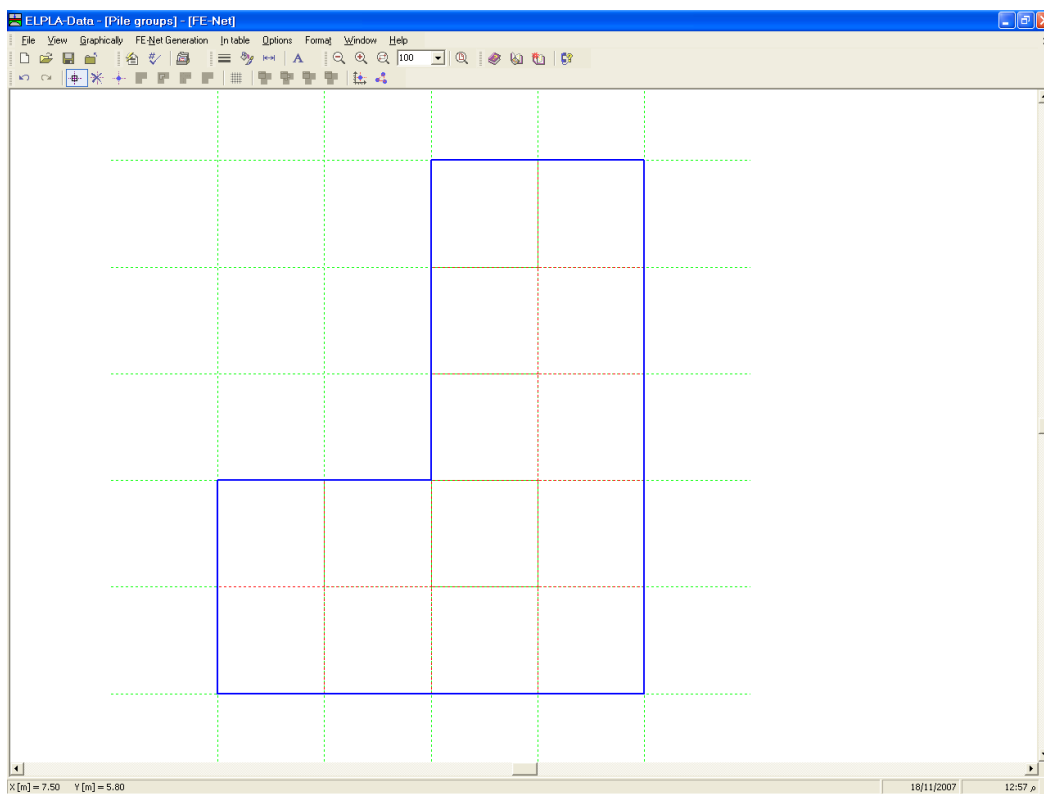 ELPLA-Data - [Pile groups] - [FE-Net]
File View Graphically FE-Net Generation In table Options Format Window Help
A 100
X [m] = 7.50 Y [m] = 5.80 18/11/2007 12:57 م